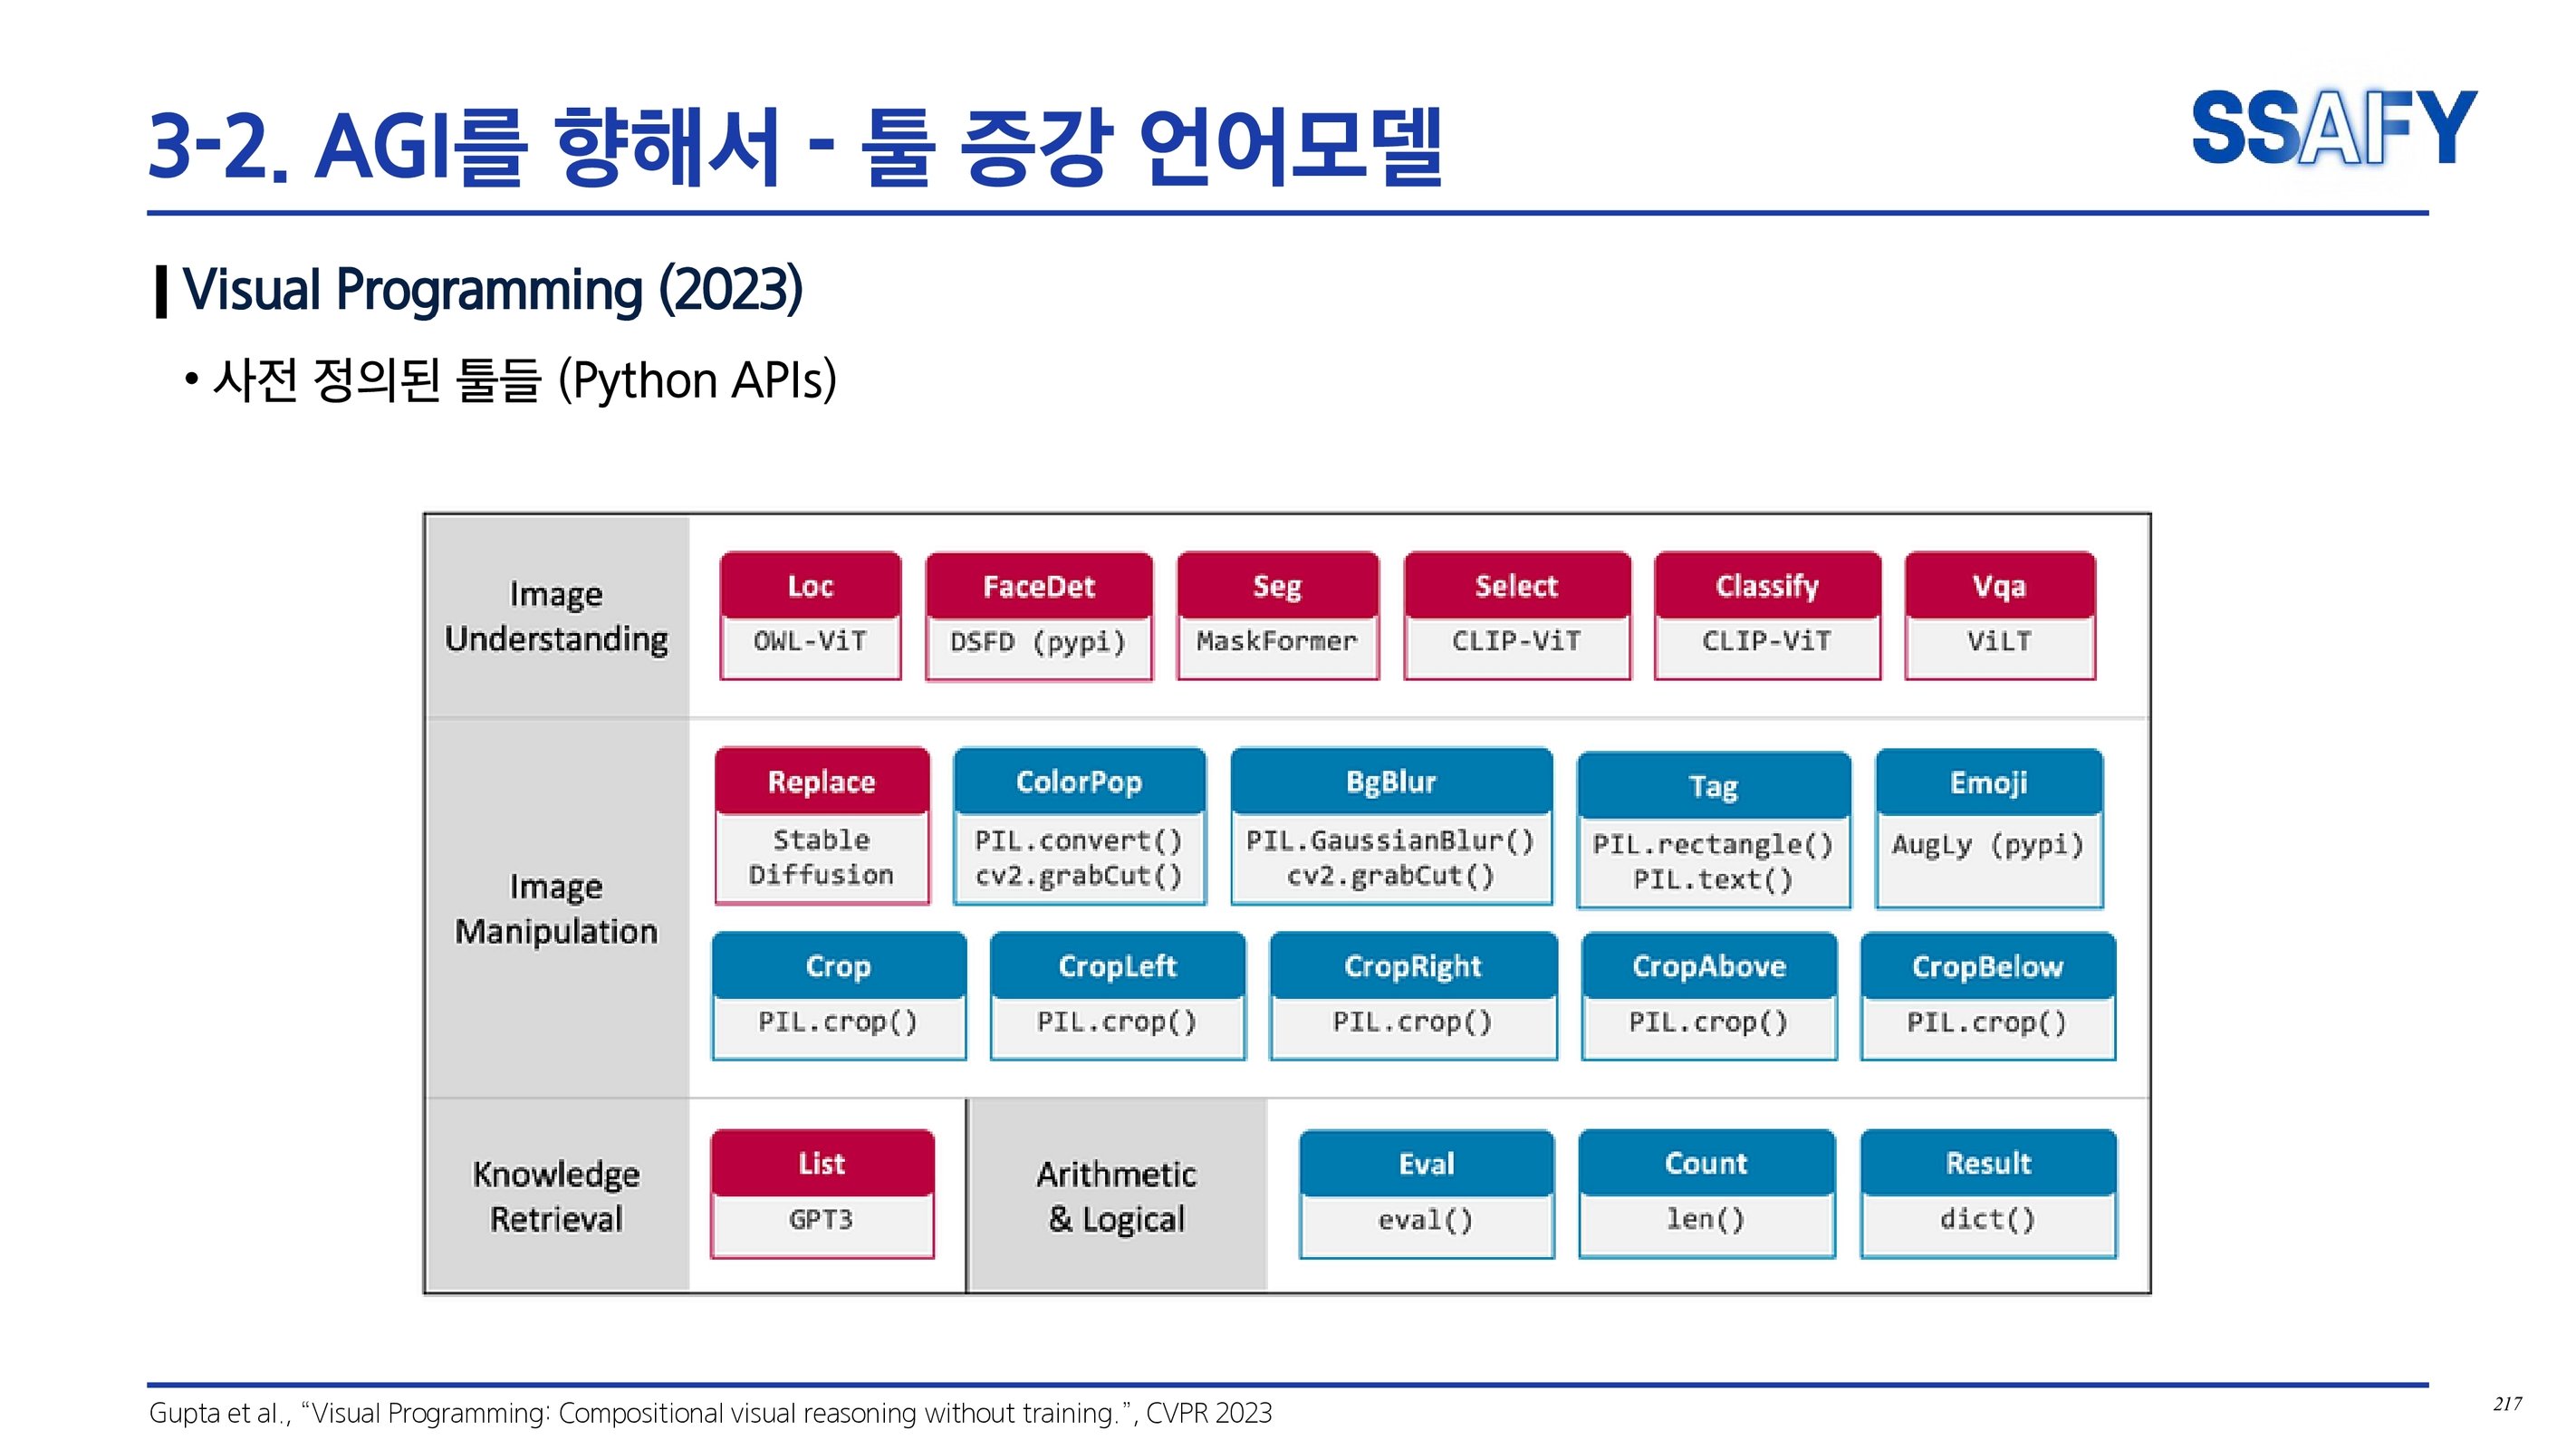 3-2. AGI를 향해서 - 툴 증강 언어모델
SSAFY
Visual Programming (2023)
• 사전 정의된 툴들 (Python APIs)
Image
Understanding
Loc
OWL-ViT
FaceDet
DSFD (pypi)
Seg
MaskFormer
Select
CLIP-ViT
Classify
CLIP-ViT
Vqa
ViLT
Image
Manipulation
Replace
Stable
Diffusion
ColorPop
PIL.convert()
cv2.grabCut()
BgBlur
PIL.GaussianBlur()
cv2.grabCut()
Tag
PIL.rectangle()
PIL.text()
Emoji
AugLy (pypi)
Crop
PIL.crop()
CropLeft
PIL.crop()
CropRight
PIL.crop()
CropAbove
PIL.crop()
CropBelow
PIL.crop()
Knowledge
Retrieval
List
GPT3
Arithmetic
& Logical
Eval
eval()
Count
len()
Result
dict()
Gupta et al., “Visual Programming: Compositional visual reasoning without training.”, CVPR 2023
217